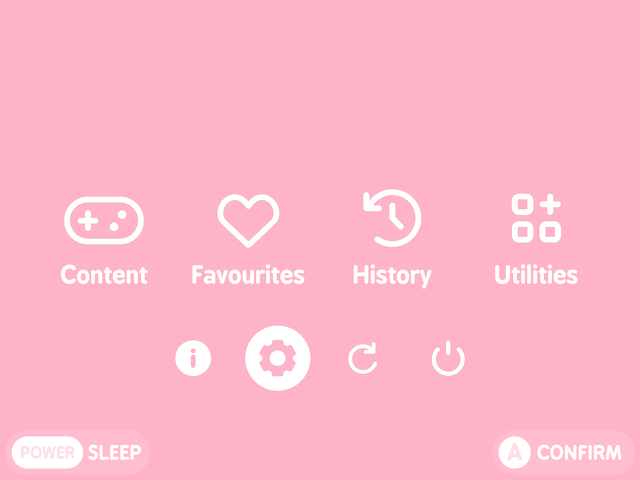 Content
Favourites
History
Utilities
POWER SLEEP
A CONFIRM